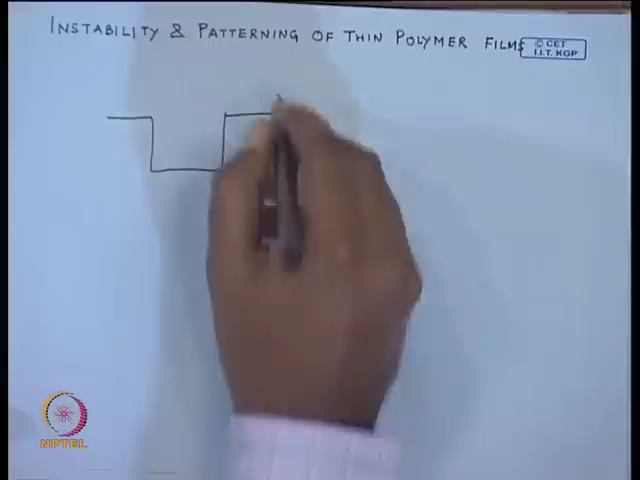 INSTABILITY & PATTERNING OF THIN POLYMER FILMS
© CET
I.I.T. KGP
NPTEL